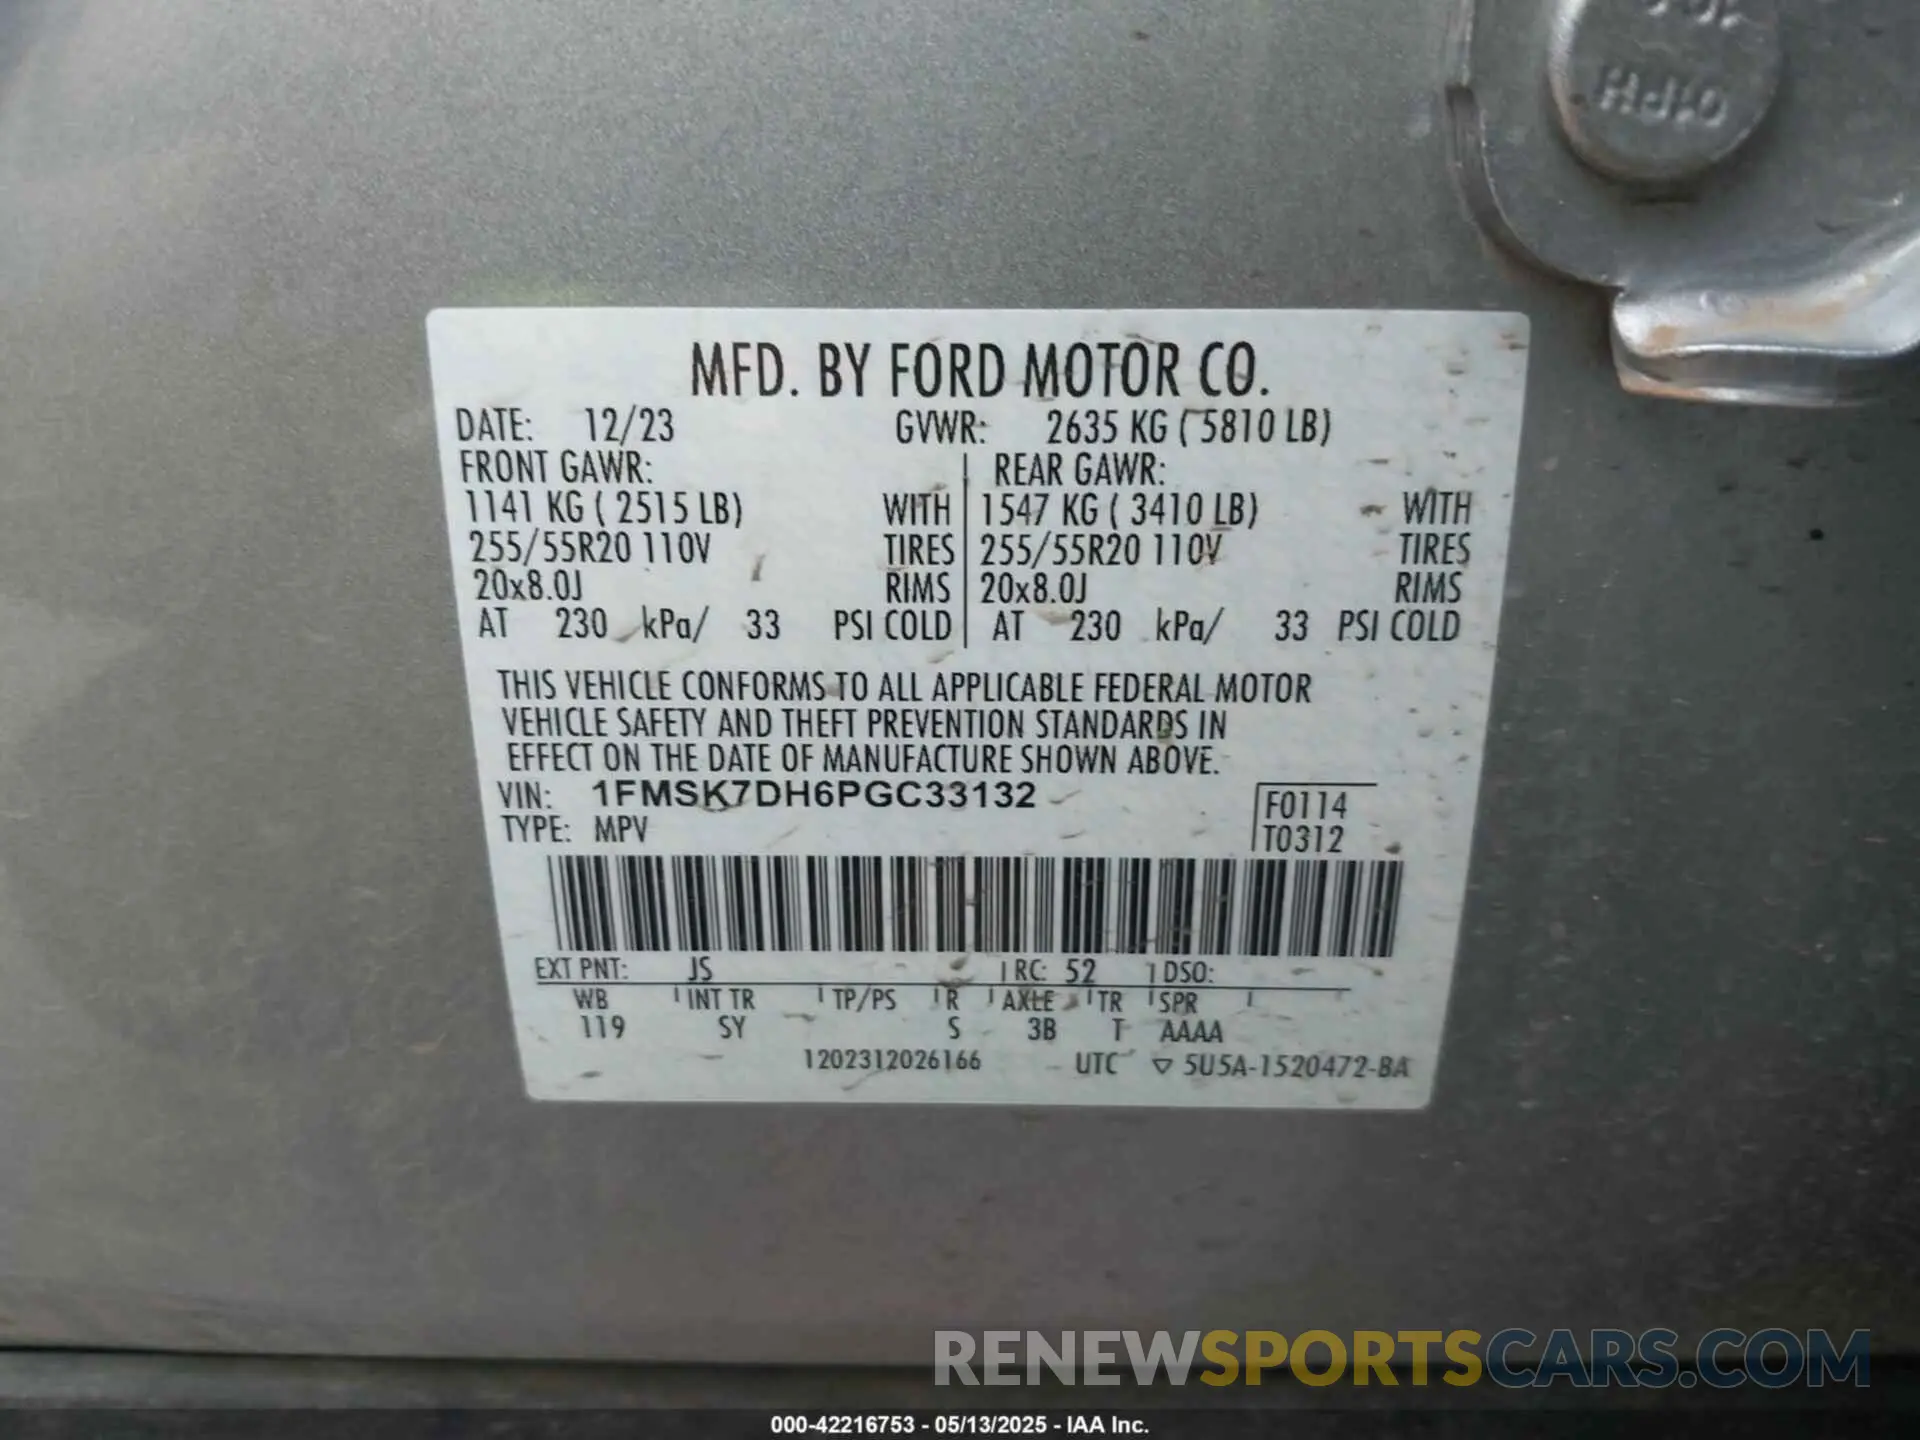 01PH
MFD. BY FORD MOTOR CO.
DATE: 12/23 GVWR: 2635 KG ( 5810 LB)
FRONT GAWR: REAR GAWR:
1141 KG ( 2515 LB) WITH 1547 KG ( 3410 LB) WITH
255/55R20 110V TIRES 255/55R20 110V TIRES
20x8.0J RIMS 20x8.0J RIMS
AT 230 kPa/ 33 PSI COLD AT 230 kPa/ 33 PSI COLD
THIS VEHICLE CONFORMS TO ALL APPLICABLE FEDERAL MOTOR
VEHICLE SAFETY AND THEFT PREVENTION STANDARDS IN
EFFECT ON THE DATE OF MANUFACTURE SHOWN ABOVE.
VIN: 1FMSK7DH6PGC33132 F0114
TYPE: MPV T0312
EXT PNT: JS RC: 52 DSO:
WB INT TR TP/PS R AXLE TR SPR
119 SY S 3B T AAAA
1202312026166 UTC ▽ 5U5A-1520472-BA
RENEWSPORTSCARS.COM
000-42216753 - 05/13/2025 - IAA Inc.